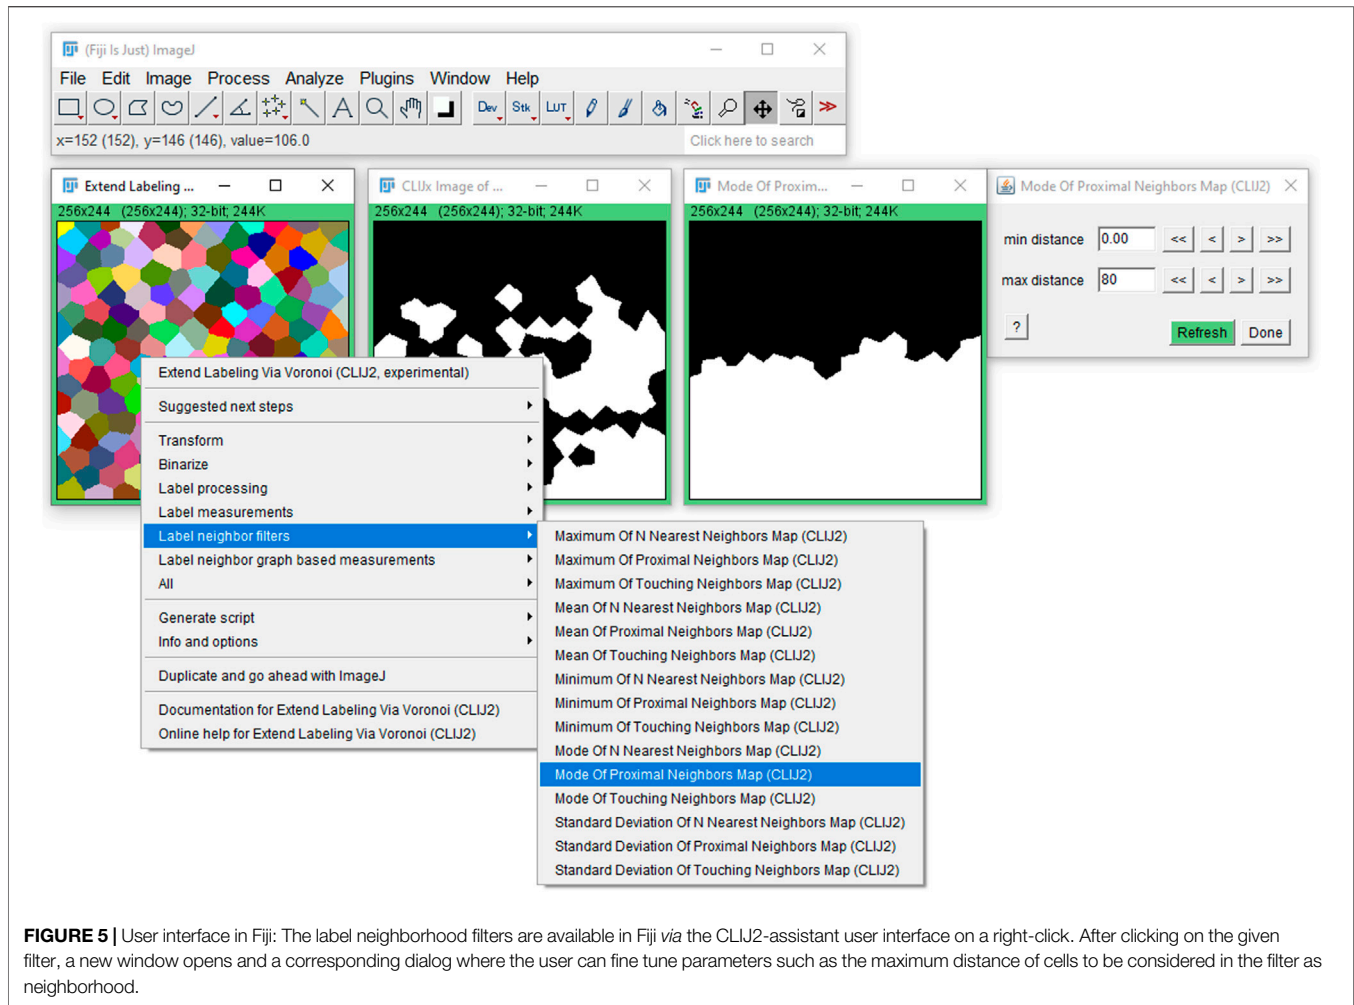 (Fiji Is Just) ImageJ
File Edit Image Process Analyze Plugins Window Help
Dev Stk LUT
x=152 (152), y=146 (146), value=106.0
Click here to search
Extend Labeling ...
256x244 (256x244); 32-bit; 244K
CLIJx Image of ...
256x244 (256x244); 32-bit; 244K
Mode Of Proxim...
256x244 (256x244); 32-bit; 244K
Mode Of Proximal Neighbors Map (CLIJ2)
min distance 0.00 << < > >>
max distance 80 << < > >>
? Refresh Done
Extend Labeling Via Voronoi (CLIJ2, experimental)
Suggested next steps
Transform
Binarize
Label processing
Label measurements
Label neighbor filters
Label neighbor graph based measurements
All
Generate script
Info and options
Duplicate and go ahead with ImageJ
Documentation for Extend Labeling Via Voronoi (CLIJ2)
Online help for Extend Labeling Via Voronoi (CLIJ2)
Maximum Of N Nearest Neighbors Map (CLIJ2)
Maximum Of Proximal Neighbors Map (CLIJ2)
Maximum Of Touching Neighbors Map (CLIJ2)
Mean Of N Nearest Neighbors Map (CLIJ2)
Mean Of Proximal Neighbors Map (CLIJ2)
Mean Of Touching Neighbors Map (CLIJ2)
Minimum Of N Nearest Neighbors Map (CLIJ2)
Minimum Of Proximal Neighbors Map (CLIJ2)
Minimum Of Touching Neighbors Map (CLIJ2)
Mode Of N Nearest Neighbors Map (CLIJ2)
Mode Of Proximal Neighbors Map (CLIJ2)
Mode Of Touching Neighbors Map (CLIJ2)
Standard Deviation Of N Nearest Neighbors Map (CLIJ2)
Standard Deviation Of Proximal Neighbors Map (CLIJ2)
Standard Deviation Of Touching Neighbors Map (CLIJ2)
FIGURE 5 | User interface in Fiji: The label neighborhood filters are available in Fiji via the CLIJ2-assistant user interface on a right-click. After clicking on the given
filter, a new window opens and a corresponding dialog where the user can fine tune parameters such as the maximum distance of cells to be considered in the filter as
neighborhood.